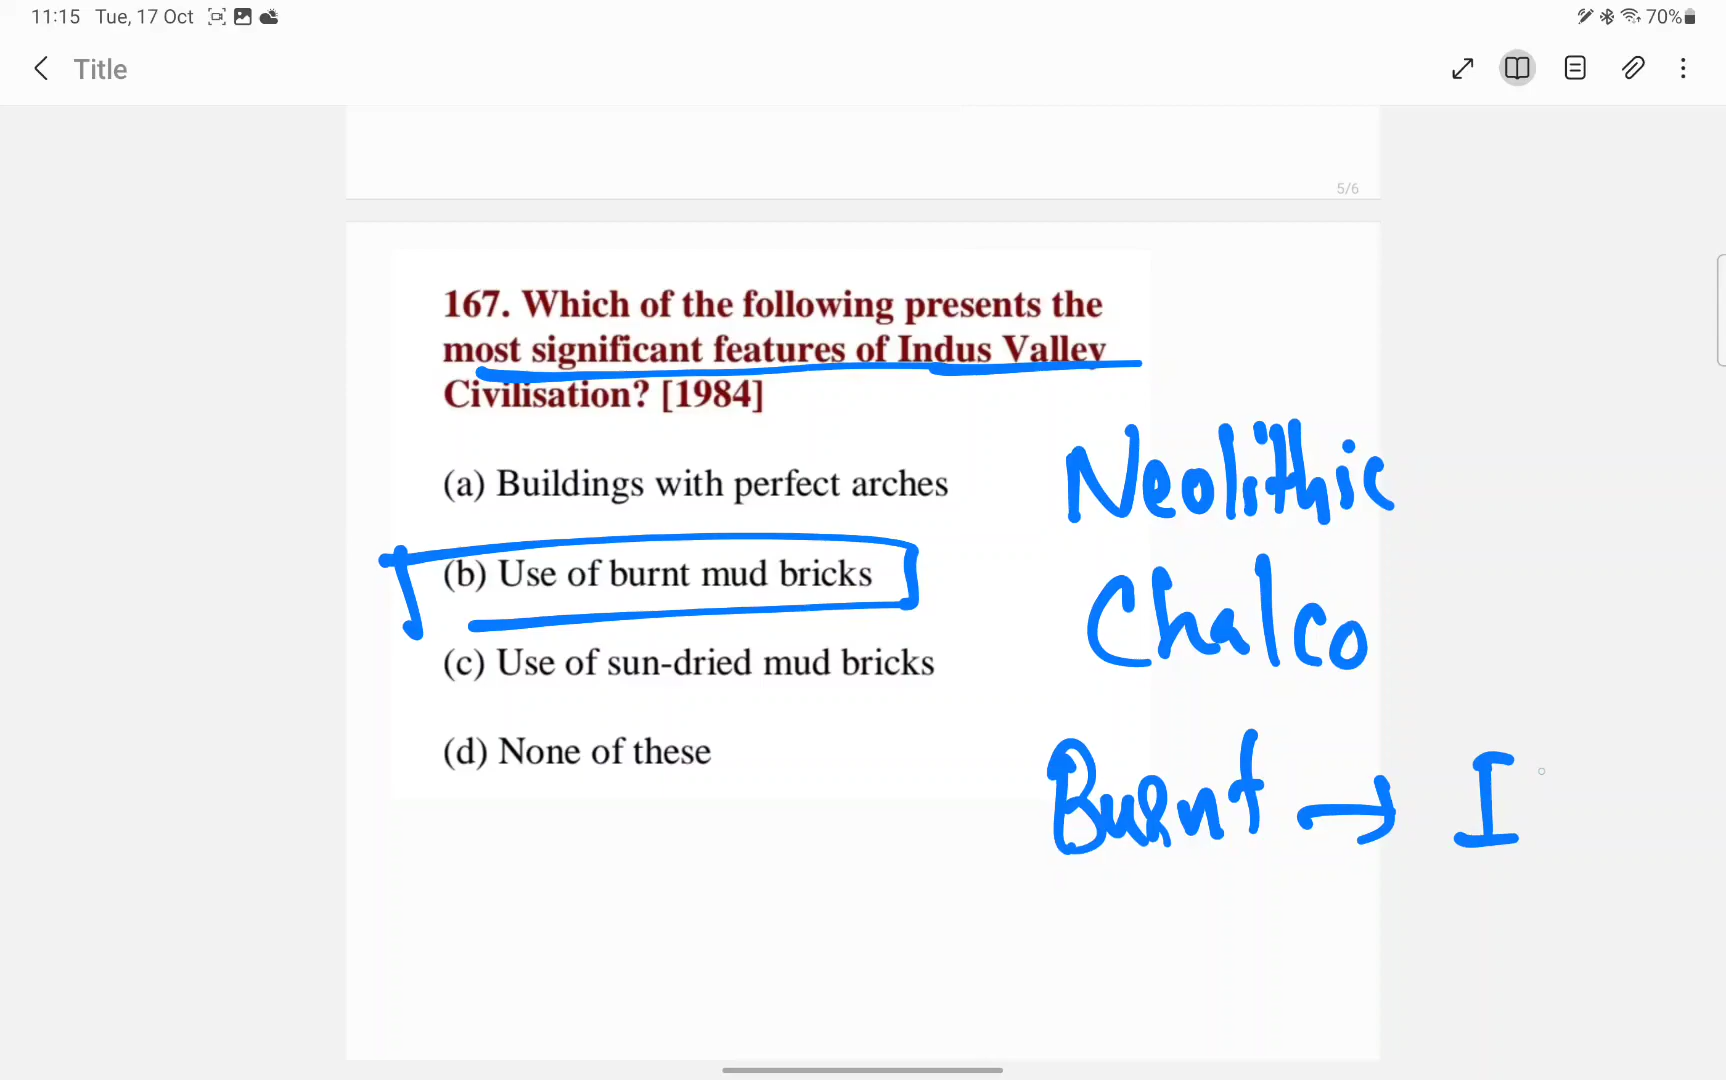 11:15 Tue, 17 Oct
70%
Title
5/6
167. Which of the following presents the
most significant features of Indus Valley
Civilisation? [1984]
(a) Buildings with perfect arches
Neolithic
(b) Use of burnt mud bricks
Chalco
(c) Use of sun-dried mud bricks
(d) None of these
Burnt → I